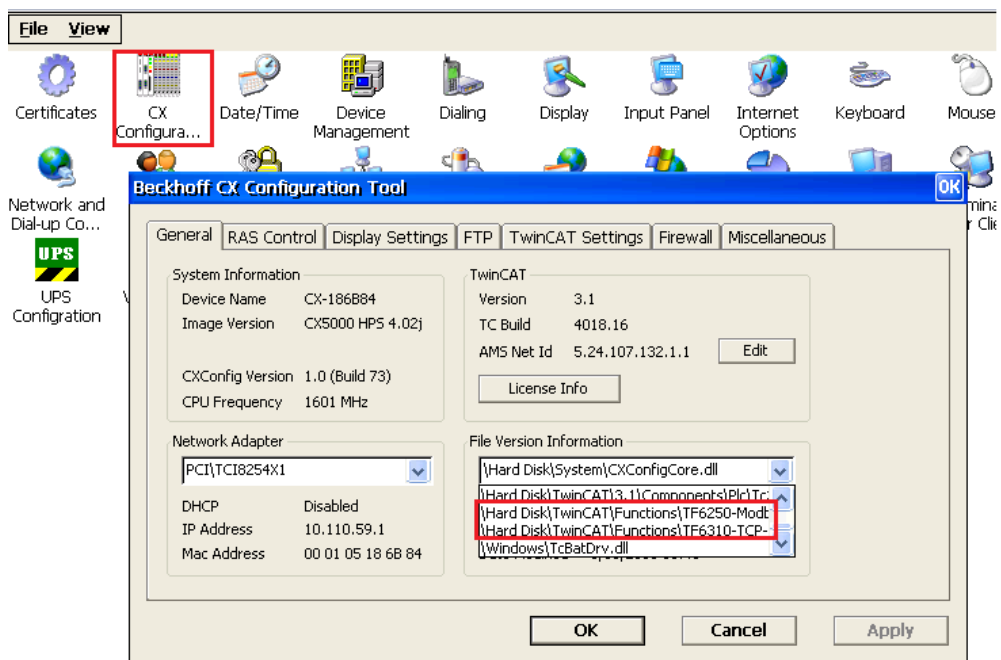 File View
Certificates
CX
Configura...
Date/Time
Device
Management
Dialing
Display
Input Panel
Internet
Options
Keyboard
Mouse
Network and
Dial-up Co...
UPS
UPS
Configration
Beckhoff CX Configuration Tool
OK
General RAS Control Display Settings FTP TwinCAT Settings Firewall Miscellaneous
System Information
Device Name CX-186B84
Image Version CX5000 HPS 4.02j
CXConfig Version 1.0 (Build 73)
CPU Frequency 1601 MHz
TwinCAT
Version 3.1
TC Build 4018.16
AMS Net Id 5.24.107.132.1.1 Edit
License Info
Network Adapter
PCI\TCI8254X1
DHCP Disabled
IP Address 10.110.59.1
Mac Address 00 01 05 18 6B 84
File Version Information
\Hard Disk\System\CXConfigCore.dll
\Hard Disk\TwinCAT\3.1\Components\Plc\Tc
\Hard Disk\TwinCAT\Functions\TF6250-Modb
\Hard Disk\TwinCAT\Functions\TF6310-TCP-
\Windows\TcBatDrv.dll
OK Cancel Apply